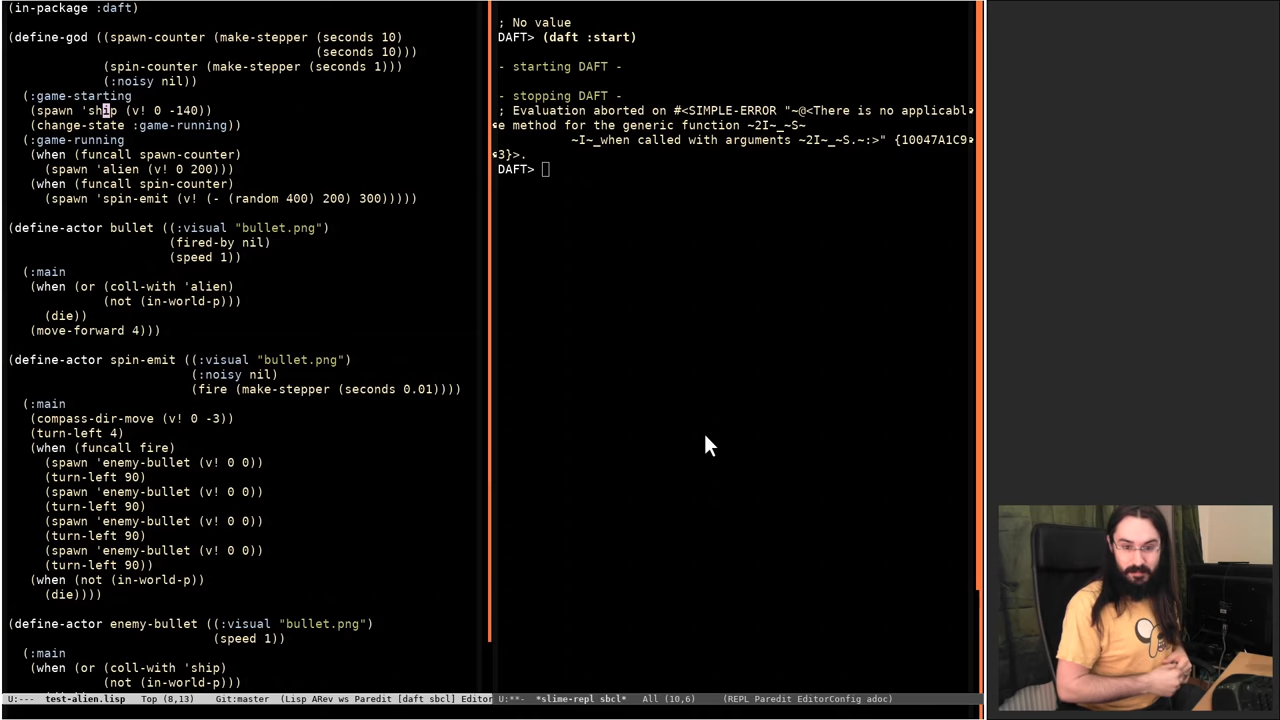 (in-package :daft)
(define-god ((spawn-counter (make-stepper (seconds 10)
(seconds 10)))
(spin-counter (make-stepper (seconds 1)))
(:noisy nil))
(:game-starting
(spawn 'ship (v! 0 -140))
(change-state :game-running))
(:game-running
(when (funcall spawn-counter)
(spawn 'alien (v! 0 200)))
(when (funcall spin-counter)
(spawn 'spin-emit (v! (- (random 400) 200) 300)))))
(define-actor bullet ((:visual "bullet.png")
(fired-by nil)
(speed 1))
(:main
(when (or (coll-with 'alien)
(not (in-world-p)))
(die))
(move-forward 4)))
(define-actor spin-emit ((:visual "bullet.png")
(:noisy nil)
(fire (make-stepper (seconds 0.01))))
(:main
(compass-dir-move (v! 0 -3))
(turn-left 4)
(when (funcall fire)
(spawn 'enemy-bullet (v! 0 0))
(turn-left 90)
(spawn 'enemy-bullet (v! 0 0))
(turn-left 90)
(spawn 'enemy-bullet (v! 0 0))
(turn-left 90)
(spawn 'enemy-bullet (v! 0 0))
(turn-left 90))
(when (not (in-world-p))
(die))))
(define-actor enemy-bullet ((:visual "bullet.png")
(speed 1))
(:main
(when (or (coll-with 'ship)
(not (in-world-p)))
U:--- test-alien.lisp Top (8,13) Git:master (Lisp ARev ws Paredit [daft sbcl] Editor
; No value
DAFT> (daft :start)
- starting DAFT -
- stopping DAFT -
; Evaluation aborted on #<SIMPLE-ERROR "~@<There is no applicabl
e method for the generic function ~2I~_~S~
~I~_when called with arguments ~2I~_~S.~:>" {10047A1C9
3}>.
DAFT>
U:**- *slime-repl sbcl* All (10,6) (REPL Paredit EditorConfig adoc)